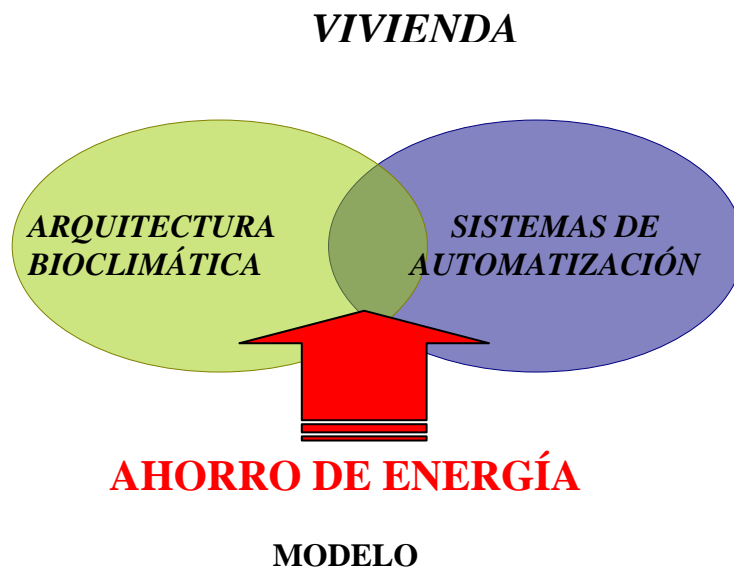 VIVIENDA
ARQUITECTURA
BIOCLIMÁTICA
SISTEMAS DE
AUTOMATIZACIÓN
AHORRO DE ENERGÍA
MODELO